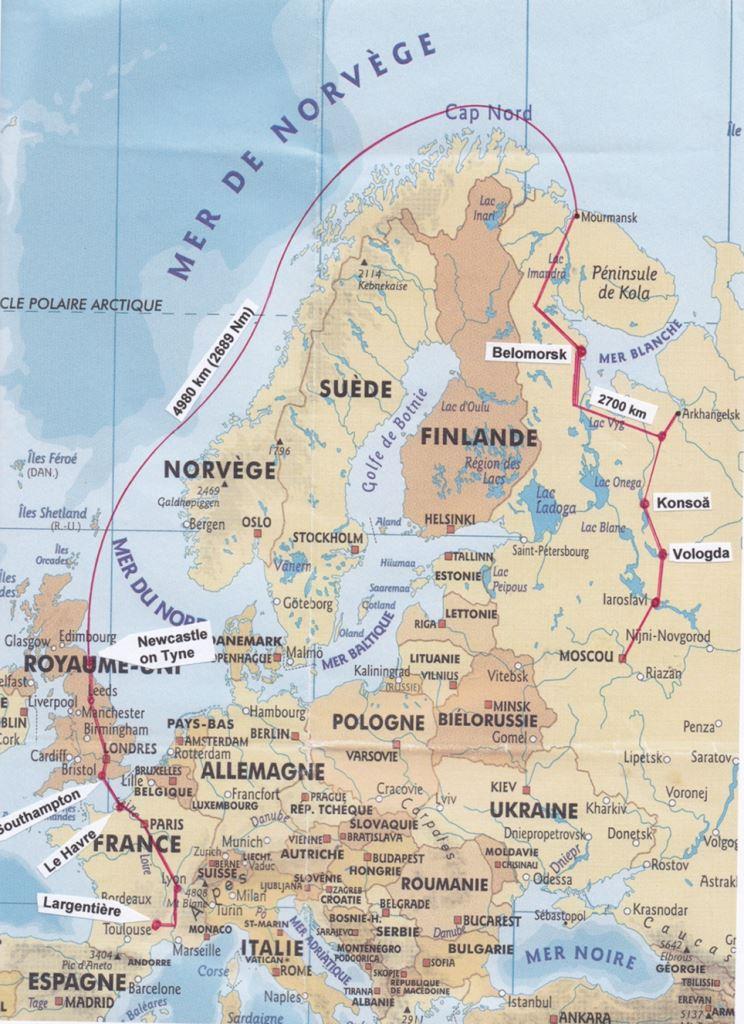 MER DE NORVÈGE
Cap Nord
Île
Lac
Inari
Mourmansk
Lac
Imandra
Péninsule
de Kola
2114
Kebnekaise
CLE POLAIRE ARCTIQUE
4980 km (2689 Nm)
Belomorsk
MER BLANCHE
2700 km
Arkhangelsk
Lac Vyg
SUÈDE
Golfe de Botnie
Lac d'Oulu
FINLANDE
Région des
Lacs
NORVÈGE
1796
2469
Galdhøpiggen
Îles Féroé
(DAN.)
Lac Onega
Konsoä
Lac
Ladoga
Îles Shetland
(R.-U.)
Bergen
OSLO
HELSINKI
Lac Blanc
STOCKHOLM
Åland
Saint-Pétersbourg
Vologda
Îles
Orcades
Vänern
Hiiumaa
TALLINN
ESTONIE
Lac
Peipous
MER DU NORD
Saaremaa
Gotland
Iaroslavl
Göteborg
LETTONIE
RIGA
Öland
MER BALTIQUE
Nijni-Novgorod
Glasgow
Edimbourg
Newcastle
on Tyne
DANEMARK
COPENHAGUE
Malmö
ROYAUME-UNI
LITUANIE
VILNIUS
Kaliningrad
(RUSSIE)
Vitebsk
MOSCOU
Riazan
elfast
Leeds
Liverpool
Manchester
BLIN
Cork
Birmingham
Hambourg
PAYS-BAS
AMSTERDAM
Rotterdam
BERLIN
POLOGNE
MINSK
BIÉLORUSSIE
Gomel
Penza
Cardiff
LONDRES
Bristol
Lille
BRUXELLES
BELGIQUE
ALLEMAGNE
VARSOVIE
Lipetsk
Saratov
Southampton
LUXEMBOURG
Francfort
PRAGUE
REP. TCHÈQUE
Cracovie
Lviv
KIEV
Kharkiv
Voronej
UKRAINE
Le Havre
PARIS
FRANCE
Loire
Danube
SLOVAQUIE
BRATISLAVA
Carpates
Dniepropetrovsk
Donetsk
Volgog
Munich
VIENNE
AUTRICHE
BUDAPEST
HONGRIE
MOLDAVIE
CHISINAU
Dniepr
Rostov
Zurich
BERNE
LIECHT.
Vaduz
SUISSE
Lyon
4808
Mt Blanc
Alpes
SLOVÉNIE
LJUBLJANA
ZAGREB
CROATIE
ROUMANIE
Odessa
Astrak
Largentière
Bordeaux
Milan
Turin
Pô
BELGRADE
Toulouse
MONACO
Marseille
ST-MARIN
BOSNIE-H.
SARAJEVO
SERBIE
Danube
BUCAREST
Sébastopol
Krasnodar
Caucas
3404
Pic d'Aneto
ANDORRE
ITALIE
VATICAN
ROME
MER ADRIATIQUE
MONTÉNÉGRO
PODGORICA
BULGARIE
SOFIA
MER NOIRE
5642
Elbrous
GÉORGIE
TBILISSI
ESPAGNE
MADRID
Tage
Barcelone
Corse
SKOPJE
RÉPUBLIQUE
DE MACÉDOINE
TIRANA
ALBANIE
Naples
Baléares
Sardaigne
2911
Istanbul
ANKARA
EREVAN
5137
ARM